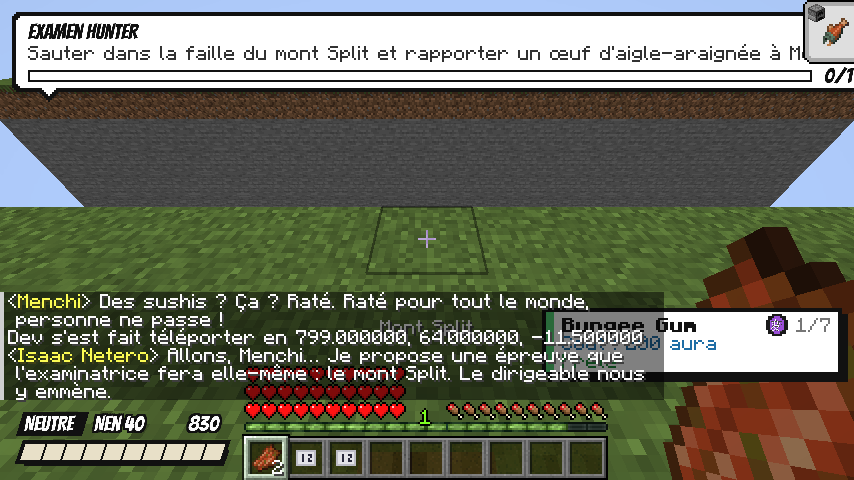 EXAMEN HUNTER
Sauter dans la faille du mont Split et rapporter un œuf d'aigle-araignée à M
0/1
<Menchi> Des sushis ? Ça ? Raté. Raté pour tout le monde,
personne ne passe !
Mont Split
Bungee Gum
1/7
Dev s'est fait téléporter en 799.000000, 64.000000, -11.500000
<Isaac Netero> Allons, Menchi... Je propose une épreuve que
aura
l'examinatrice fera elle-même : le mont Split. Le dirigeable nous
y emmène.
1
NEUTRE
NEN 40
830
2
12
12